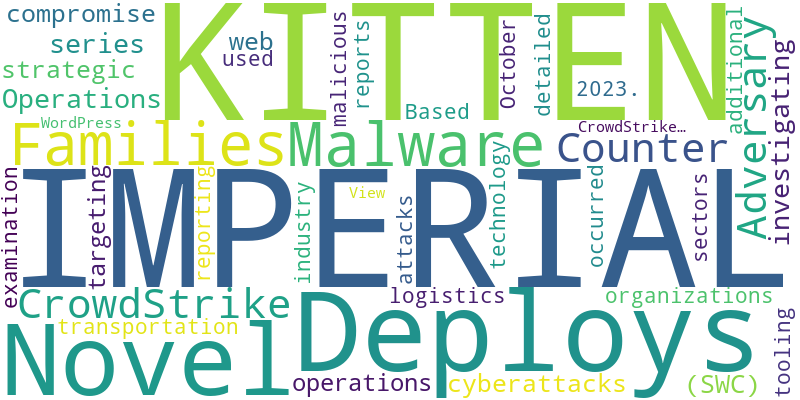 compromise
series
strategic
Operations
WordPress
KITTEN
web
used
malicious
reports
Based
October
detailed
2023.
additional
Adversary
investigating
Families
Malware
Counter
CrowdStrike…
IMPERIAL
examination
targeting
reporting
industry
View
attacks
technology
occurred
sectors
CrowdStrike
logistics
organizations
transportation
Novel
Deploys
operations
cyberattacks
(SWC)
tooling